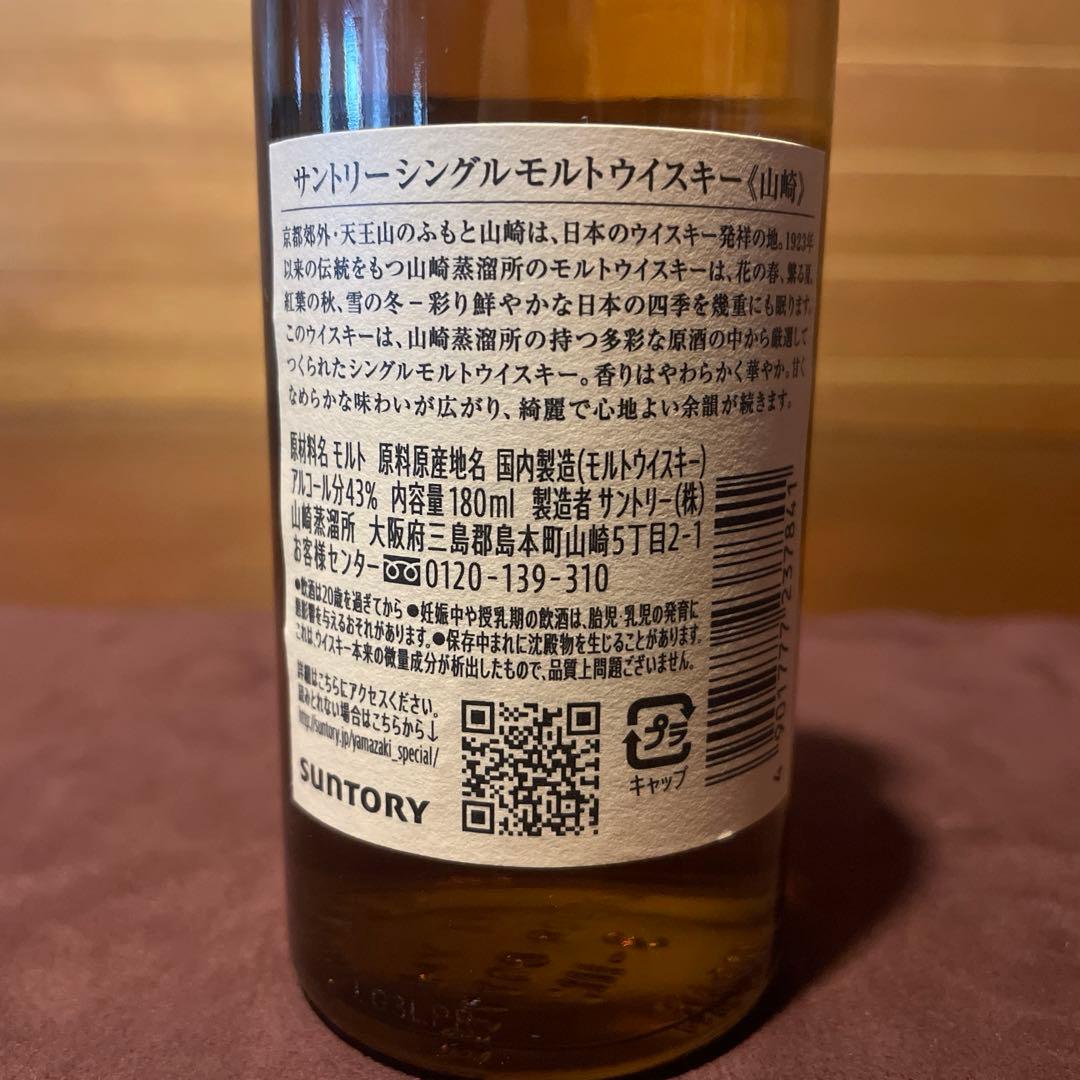 サントリーシングルモルトウイスキー《山崎》
京都郊外・天王山のふもと山崎は、日本のウイスキー発祥の地。1923年
以来の伝統をもつ山崎蒸溜所のモルトウイスキーは、花の春、繁る夏、
紅葉の秋、雪の冬－彩り鮮やかな日本の四季を幾重にも眠ります。
このウイスキーは、山崎蒸溜所の持つ多彩な原酒の中から厳選して
つくられたシングルモルトウイスキー。香りはやわらかく華やか。甘く
なめらかな味わいが広がり、綺麗で心地よい余韻が続きます。
原材料名 モルト 原料原産地名 国内製造(モルトウイスキー)
アルコール分43% 内容量180ml 製造者 サントリー(株)
山崎蒸溜所 大阪府三島郡島本町山崎5丁目2-1
お客様センター 0120-139-310
●飲酒は20歳を過ぎてから ●妊娠中や授乳期の飲酒は、胎児・乳児の発育に
悪影響を与えるおそれがあります。●保存中まれに沈殿物を生じることがあります。
これは、ウイスキー本来の微量成分が析出したもので、品質上問題ございません。
詳細はこちらにアクセスください。
読みとれない場合はこちらから↓
http://suntory.jp/yamazaki_special/
SUNTORY
プラ
キャップ
4 901777 237841